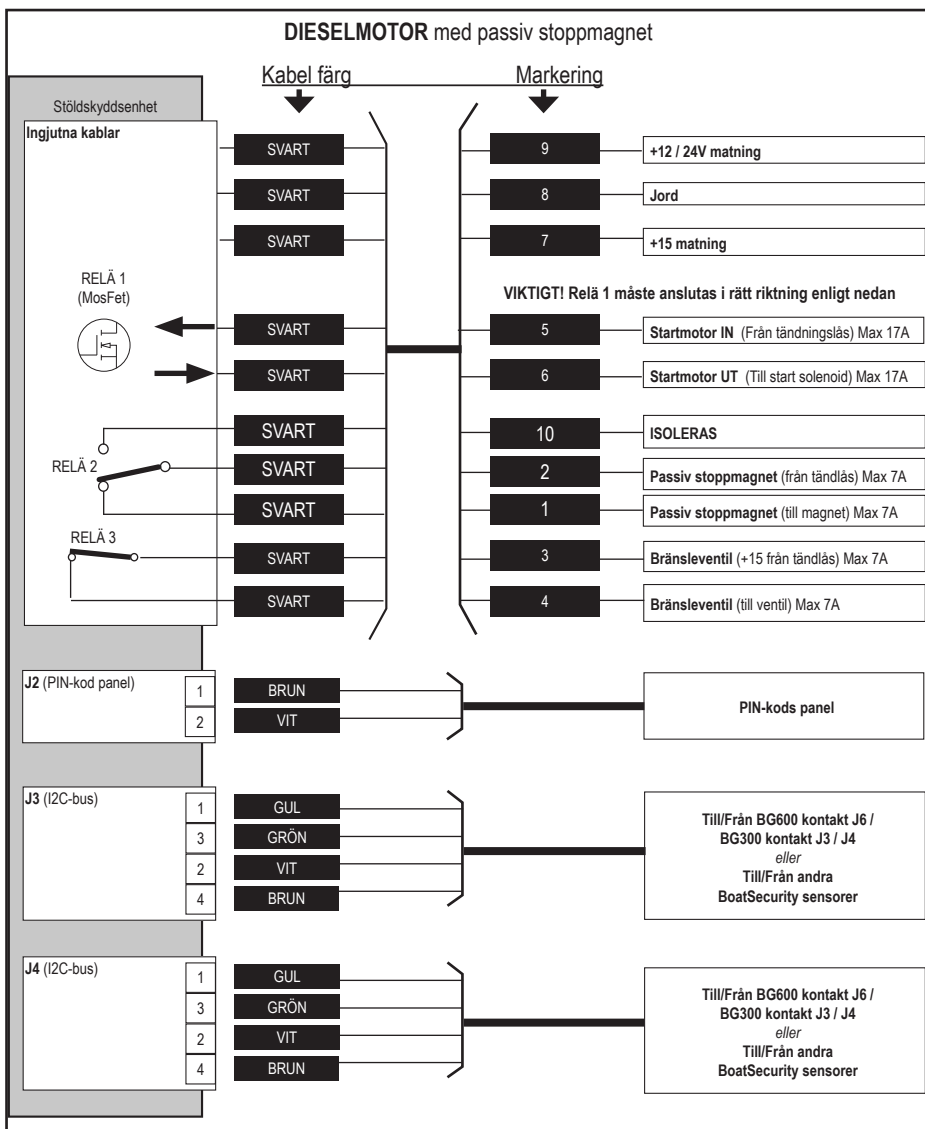 DIESELMOTOR med passiv stoppmagnet
Kabel färg
Markering
Stöldskyddsenhet
Ingjutna kablar
SVART
9
+12 / 24V matning
SVART
8
Jord
SVART
7
+15 matning
RELÄ 1
(MosFet)
VIKTIGT! Relä 1 måste anslutas i rätt riktning enligt nedan
SVART
5
Startmotor IN (Från tändningslås) Max 17A
SVART
6
Startmotor UT (Till start solenoid) Max 17A
SVART
10
ISOLERAS
RELÄ 2
SVART
2
Passiv stoppmagnet (från tändlås) Max 7A
SVART
1
Passiv stoppmagnet (till magnet) Max 7A
RELÄ 3
SVART
3
Bränsleventil (+15 från tändlås) Max 7A
SVART
4
Bränsleventil (till ventil) Max 7A
J2 (PIN-kod panel)
1
BRUN
2
VIT
PIN-kods panel
J3 (I2C-bus)
1
GUL
3
GRÖN
2
VIT
4
BRUN
Till/Från BG600 kontakt J6 /
BG300 kontakt J3 / J4
eller
Till/Från andra
BoatSecurity sensorer
J4 (I2C-bus)
1
GUL
3
GRÖN
2
VIT
4
BRUN
Till/Från BG600 kontakt J6 /
BG300 kontakt J3 / J4
eller
Till/Från andra
BoatSecurity sensorer